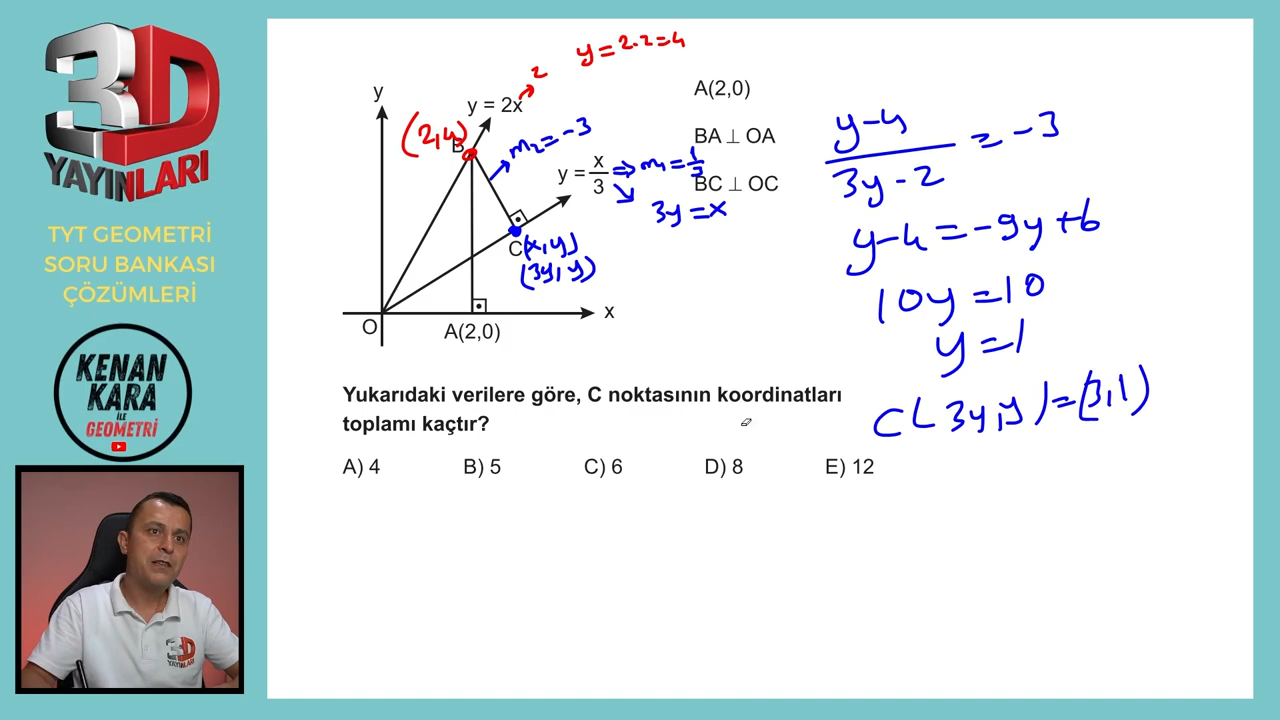 3D
YAYINLARI
TYT GEOMETRİ
SORU BANKASI
ÇÖZÜMLERİ
KENAN
KARA
İLE
GEOMETRİ
3D
YAYINLARI
y = 2·2 = 4
2
y
y = 2x
A(2,0)
(2,4)
B
m2 = -3
BA ⊥ OA
y = x/3 ⇒ m1 = 1/3
BC ⊥ OC
3y = x
C(x,y)
(3y, y)
O
A(2,0)
x
y-4/3y-2 = -3
y-4 = -9y+6
10y = 10
y = 1
C(3y,y) = (3,1)
Yukarıdaki verilere göre, C noktasının koordinatları
toplamı kaçtır?
A) 4 B) 5 C) 6 D) 8 E) 12